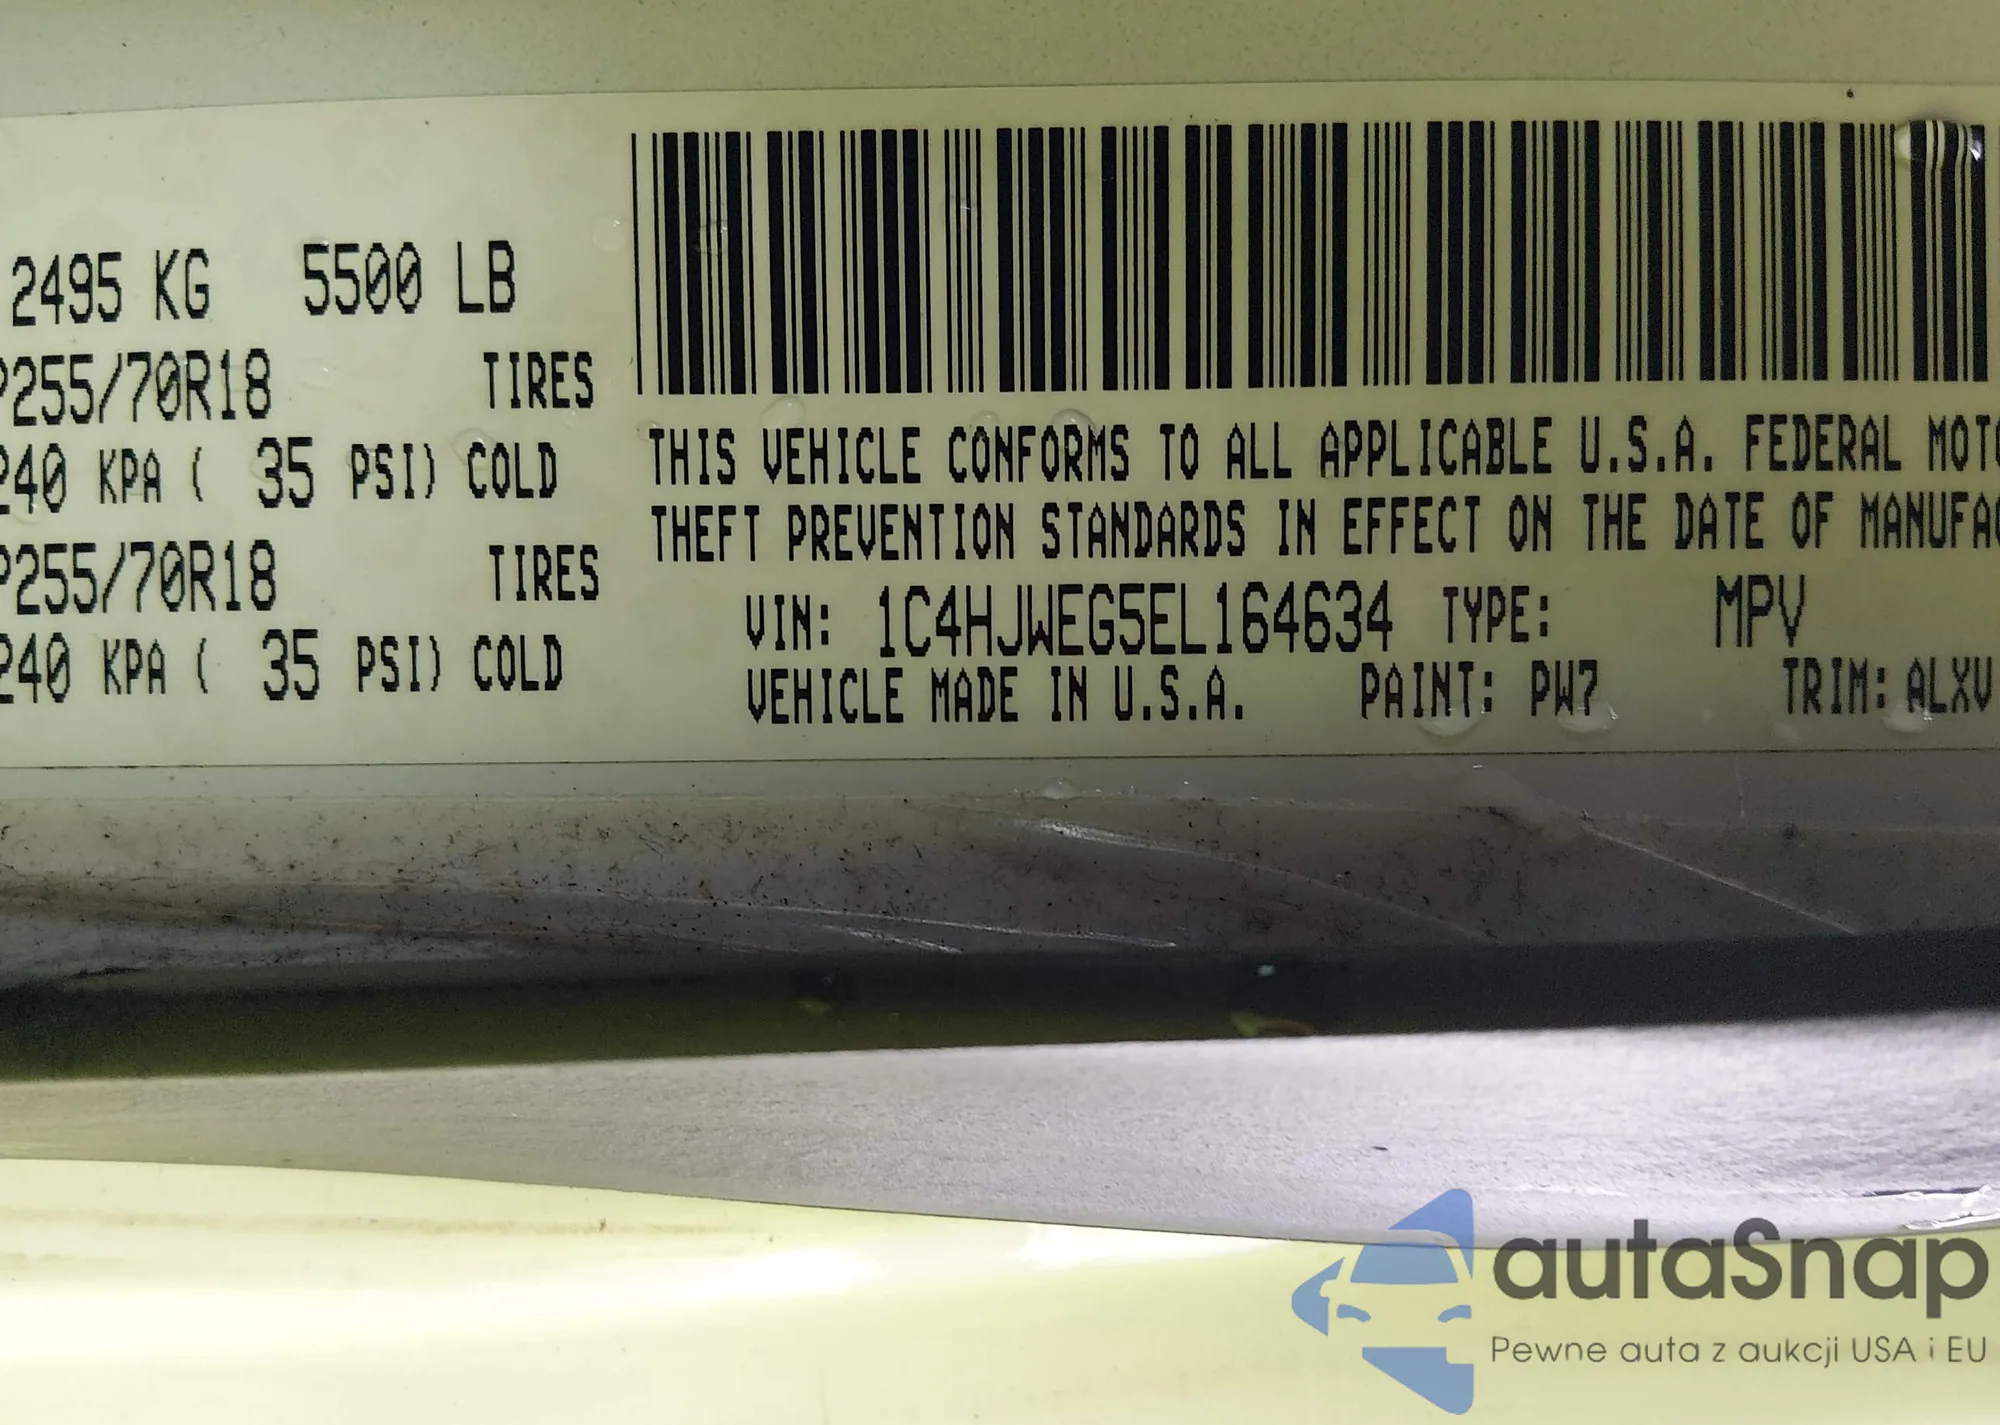 2495 KG 5500 LB
P255/70R18 TIRES
240 KPA ( 35 PSI) COLD
P255/70R18 TIRES
240 KPA ( 35 PSI) COLD
THIS VEHICLE CONFORMS TO ALL APPLICABLE U.S.A. FEDERAL MOTO
THEFT PREVENTION STANDARDS IN EFFECT ON THE DATE OF MANUFAC
VIN: 1C4HJWEG5EL164634 TYPE: MPV
VEHICLE MADE IN U.S.A. PAINT: PW7 TRIM: ALXV
autaSnap
Pewne auta z aukcji USA i EU